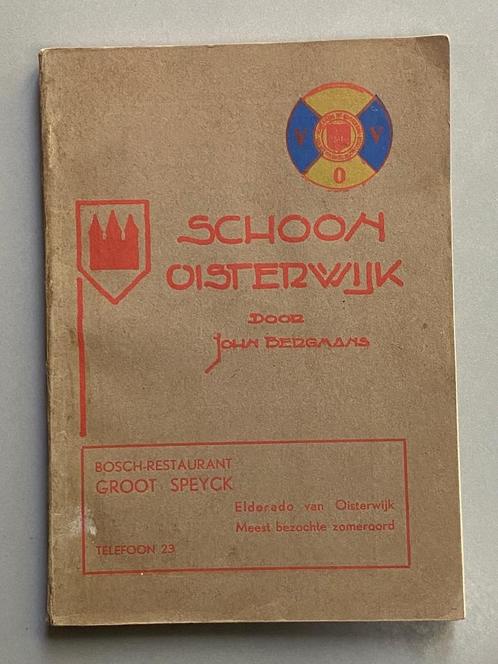 V V
O
SCHOON
OISTERWIJK
DOOR
JOHN BERGMANS
BOSCH-RESTAURANT
GROOT SPEYCK
Eldorado van Oisterwijk
Meest bezochte zomeroord
TELEFOON 23